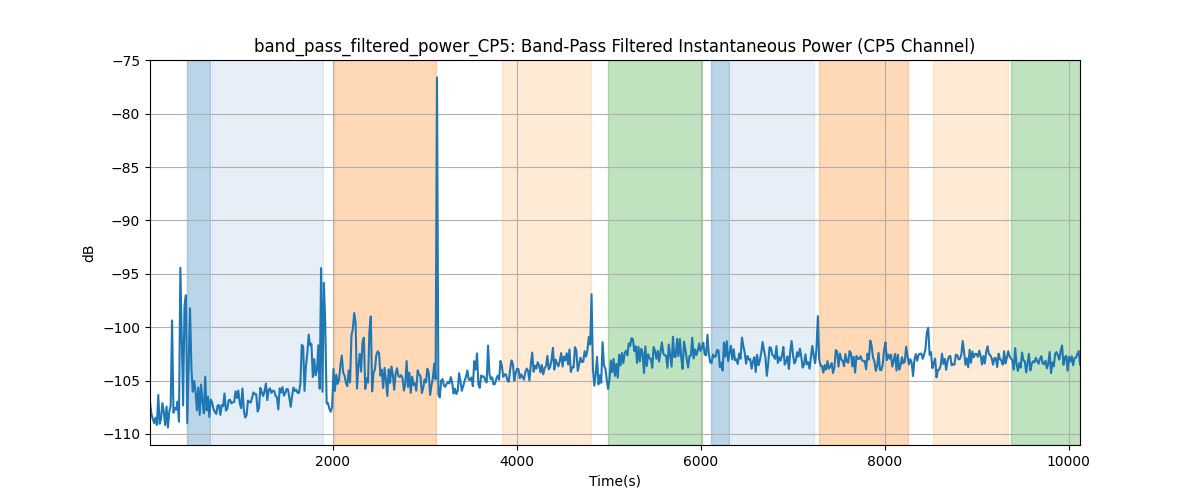 band_pass_filtered_power_CP5: Band-Pass Filtered Instantaneous Power (CP5 Channel)
−75
−80
−85
−90
−95
−100
−105
−110
dB
2000 4000 6000 8000 10000
Time(s)